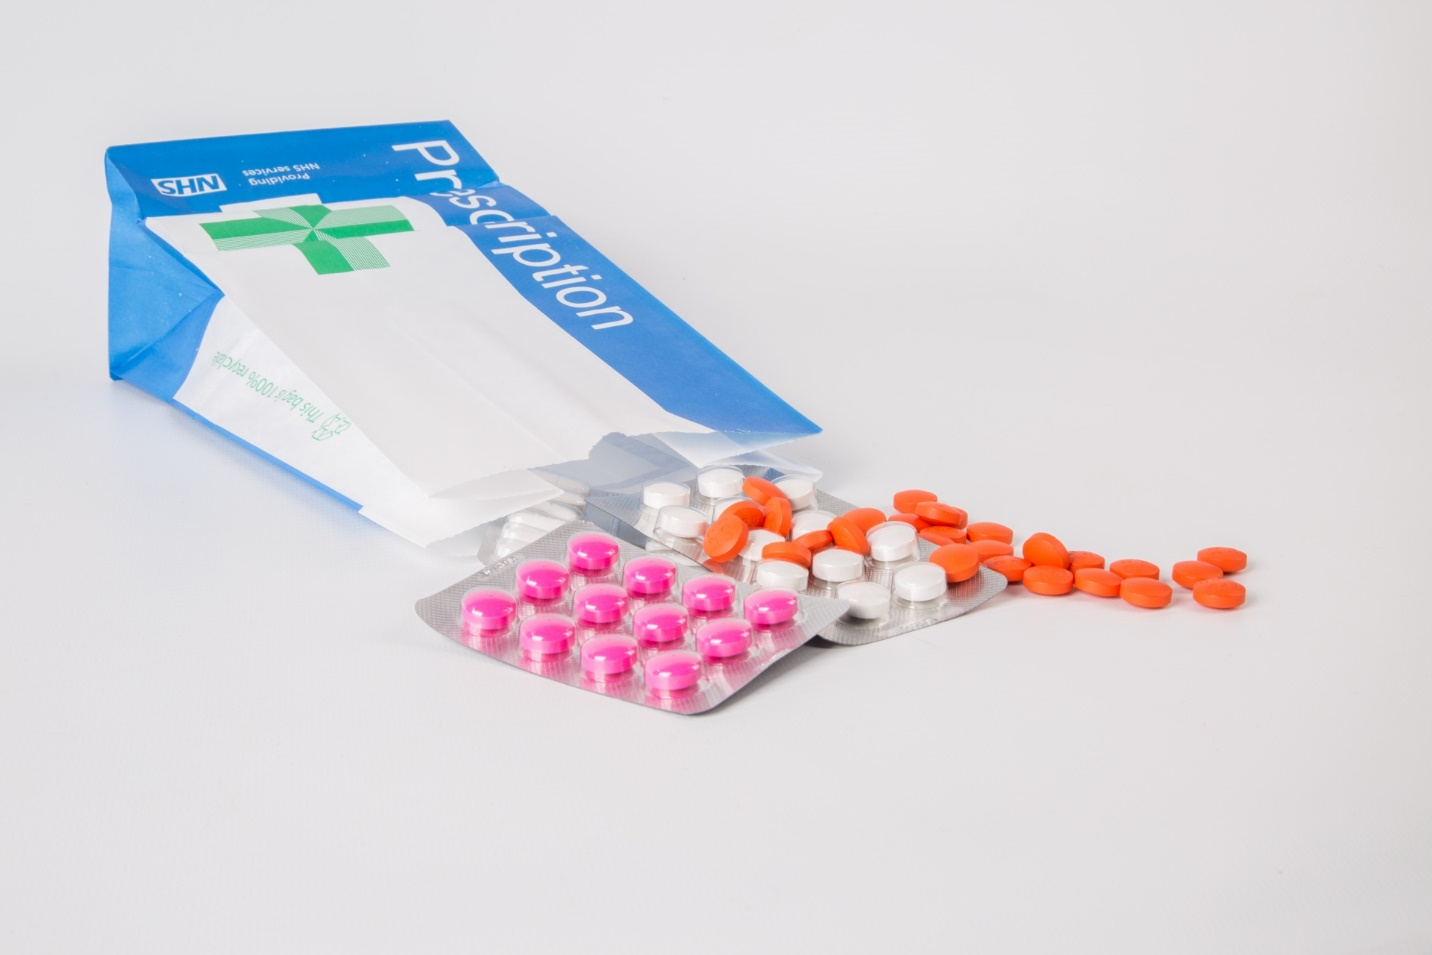 Prescription
NHS
Providing
NHS services
This bag is 100% recyclable